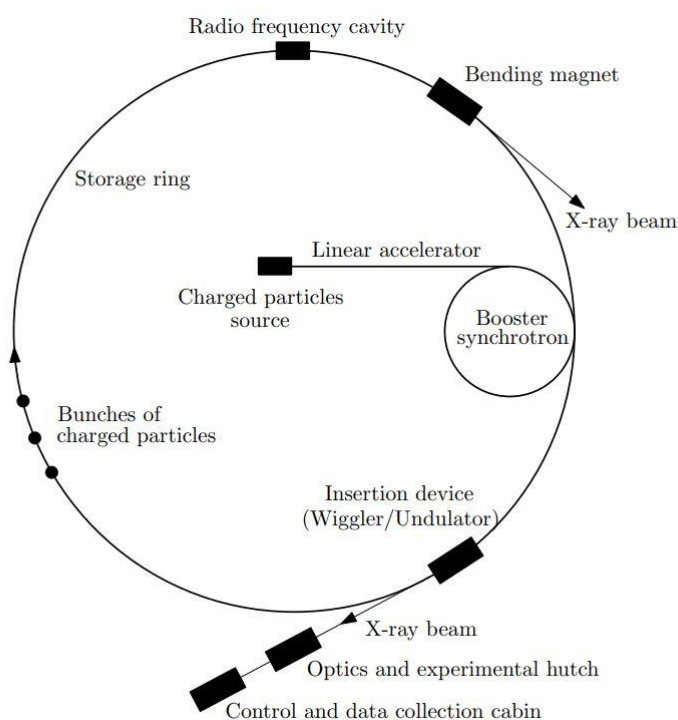 Radio frequency cavity
Bending magnet
Storage ring
X-ray beam
Linear accelerator
Charged particles
source
Booster
synchrotron
Bunches of
charged particles
Insertion device
(Wiggler/Undulator)
X-ray beam
Optics and experimental hutch
Control and data collection cabin